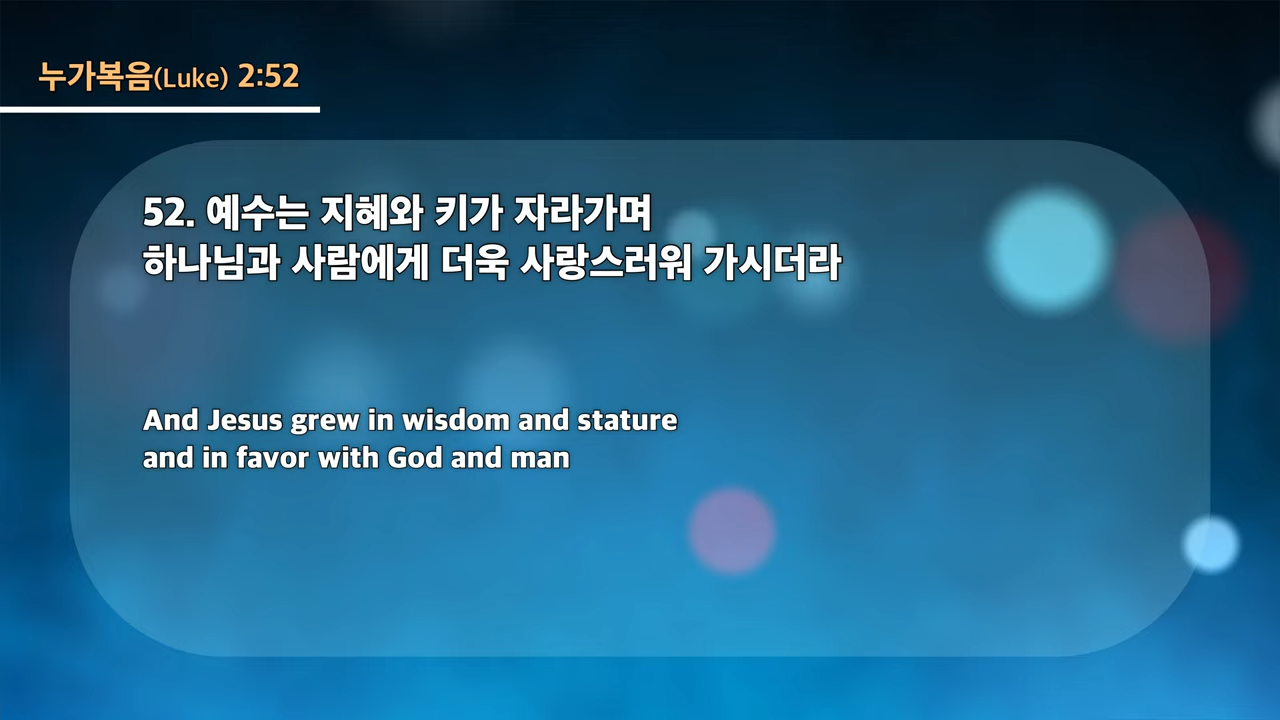 누가복음(Luke) 2:52
52. 예수는 지혜와 키가 자라가며
하나님과 사람에게 더욱 사랑스러워 가시더라
And Jesus grew in wisdom and stature
and in favor with God and man